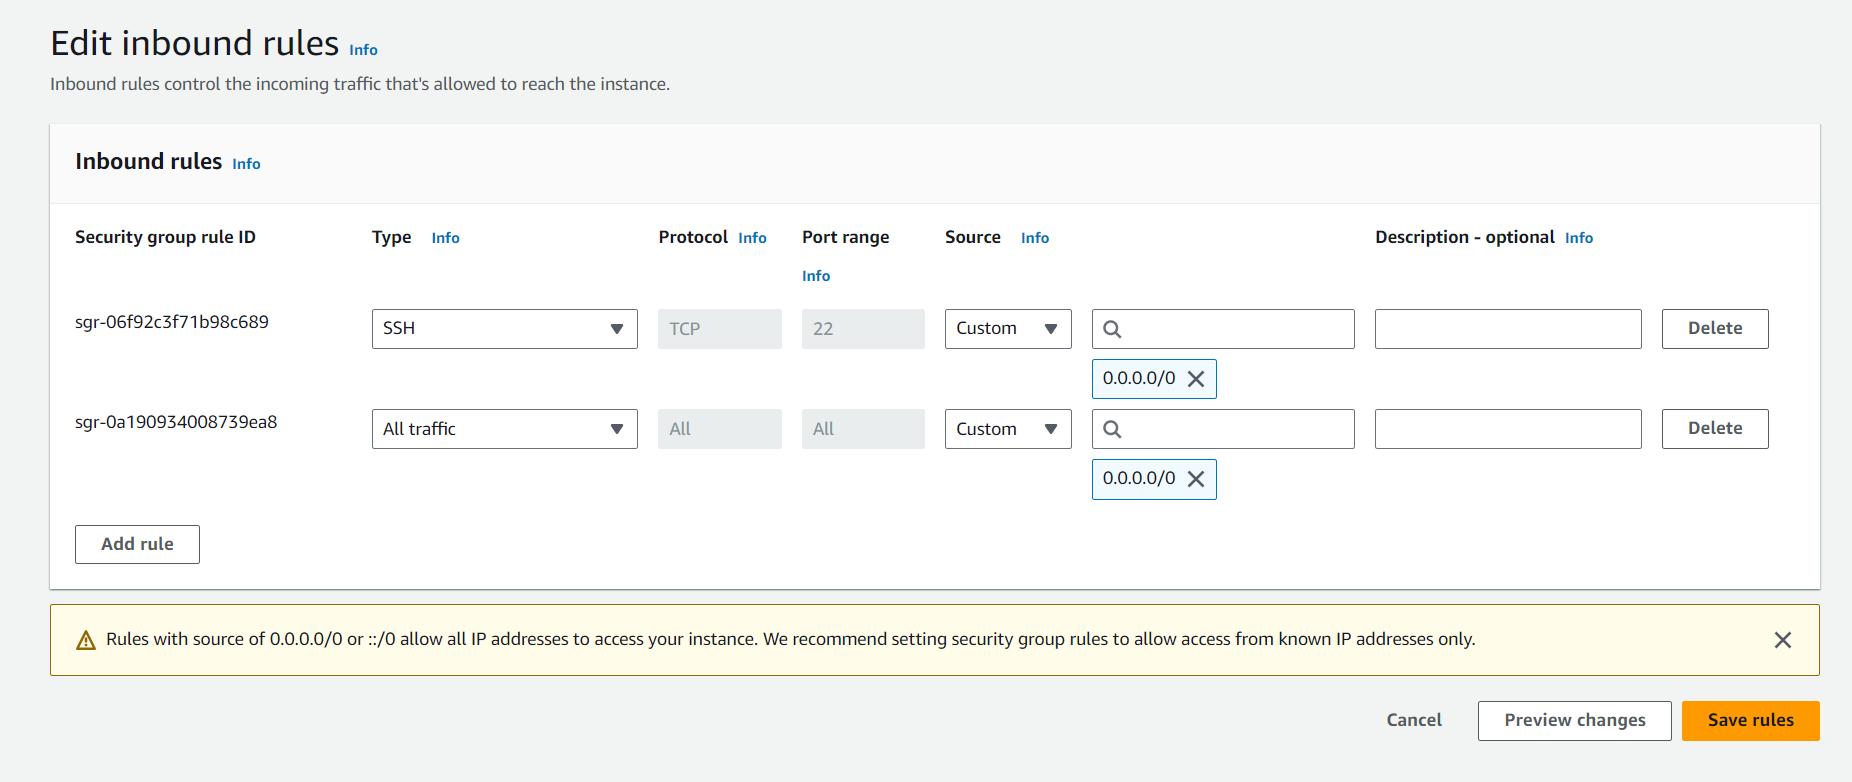 Edit inbound rules Info
Inbound rules control the incoming traffic that's allowed to reach the instance.
Inbound rules Info
Security group rule ID Type Info Protocol Info Port range Info Source Info Description - optional Info
sgr-06f92c3f71b98c689 SSH TCP 22 Custom Delete
0.0.0.0/0
sgr-0a190934008739ea8 All traffic All All Custom Delete
0.0.0.0/0
Add rule
Rules with source of 0.0.0.0/0 or ::/0 allow all IP addresses to access your instance. We recommend setting security group rules to allow access from known IP addresses only.
Cancel Preview changes Save rules